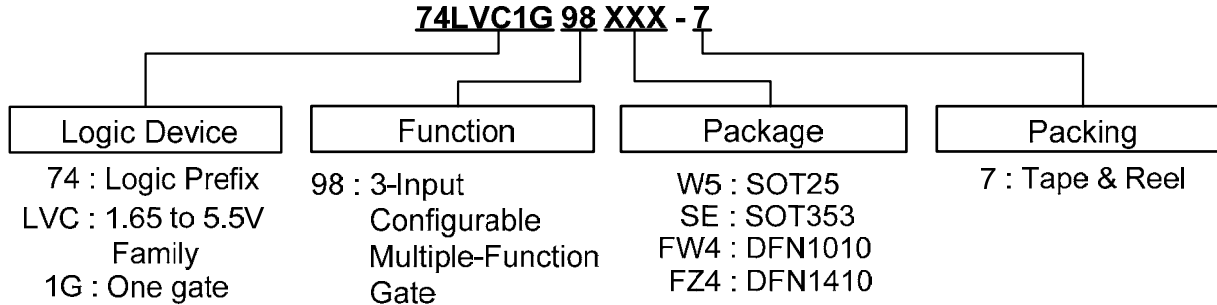 74LVC1G 98 XXX - 7
Logic Device
74 : Logic Prefix
LVC : 1.65 to 5.5V
Family
1G : One gate
Function
98 : 3-Input
Configurable
Multiple-Function
Gate
Package
W5 : SOT25
SE : SOT353
FW4 : DFN1010
FZ4 : DFN1410
Packing
7 : Tape & Reel